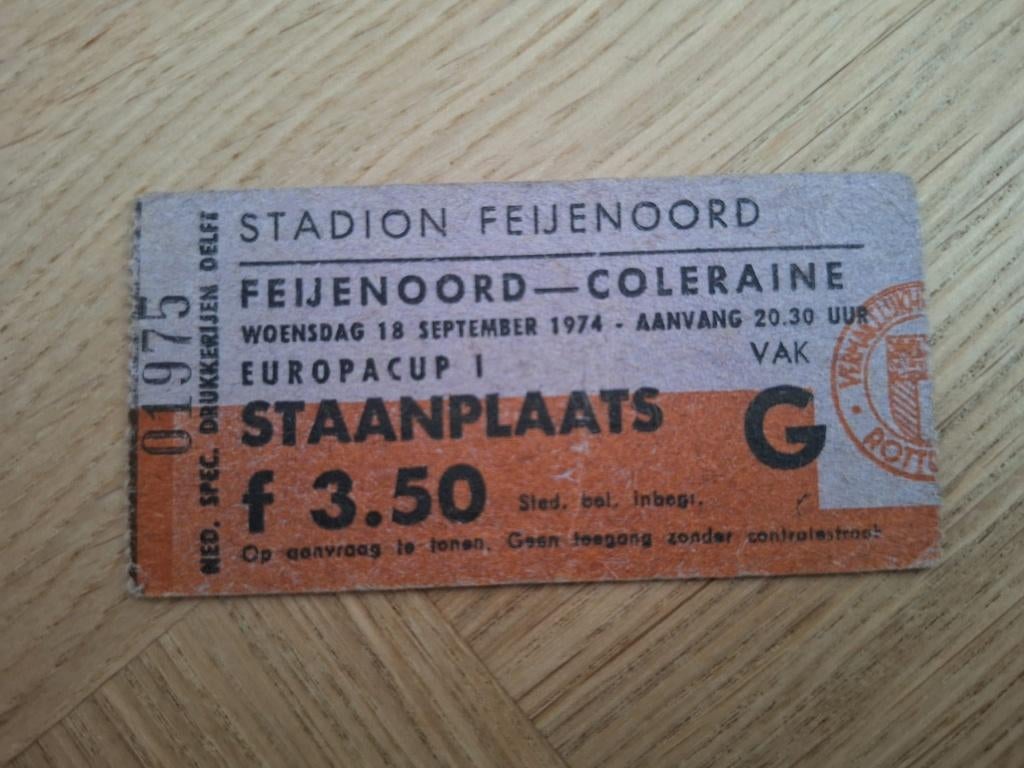 STADION FEIJENOORD
FEIJENOORD—COLERAINE
WOENSDAG 18 SEPTEMBER 1974 - AANVANG 20.30 UUR
EUROPACUP I
VAK
G
STAANPLAATS
f 3.50
Sted. bel. inbegr.
Op aanvraag te tonen. Geen toegang zonder controlestrook
01975
NED. SPEC. DRUKKERIJEN DELFT